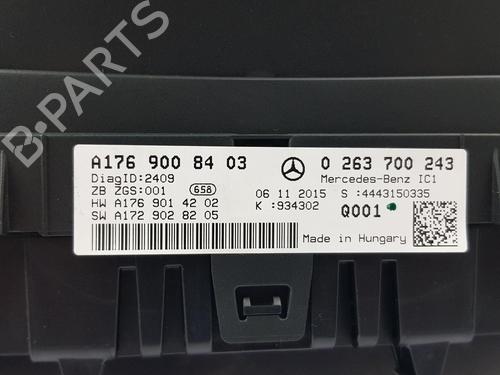 B-PARTS
A176 900 84 03
DiagID:2409
ZB ZGS:001 658
HW A176 901 42 02
SW A172 902 82 05
0 263 700 243
Mercedes-Benz IC1
06 11 2015 S :4443150335
K :934302 Q001
Made in Hungary